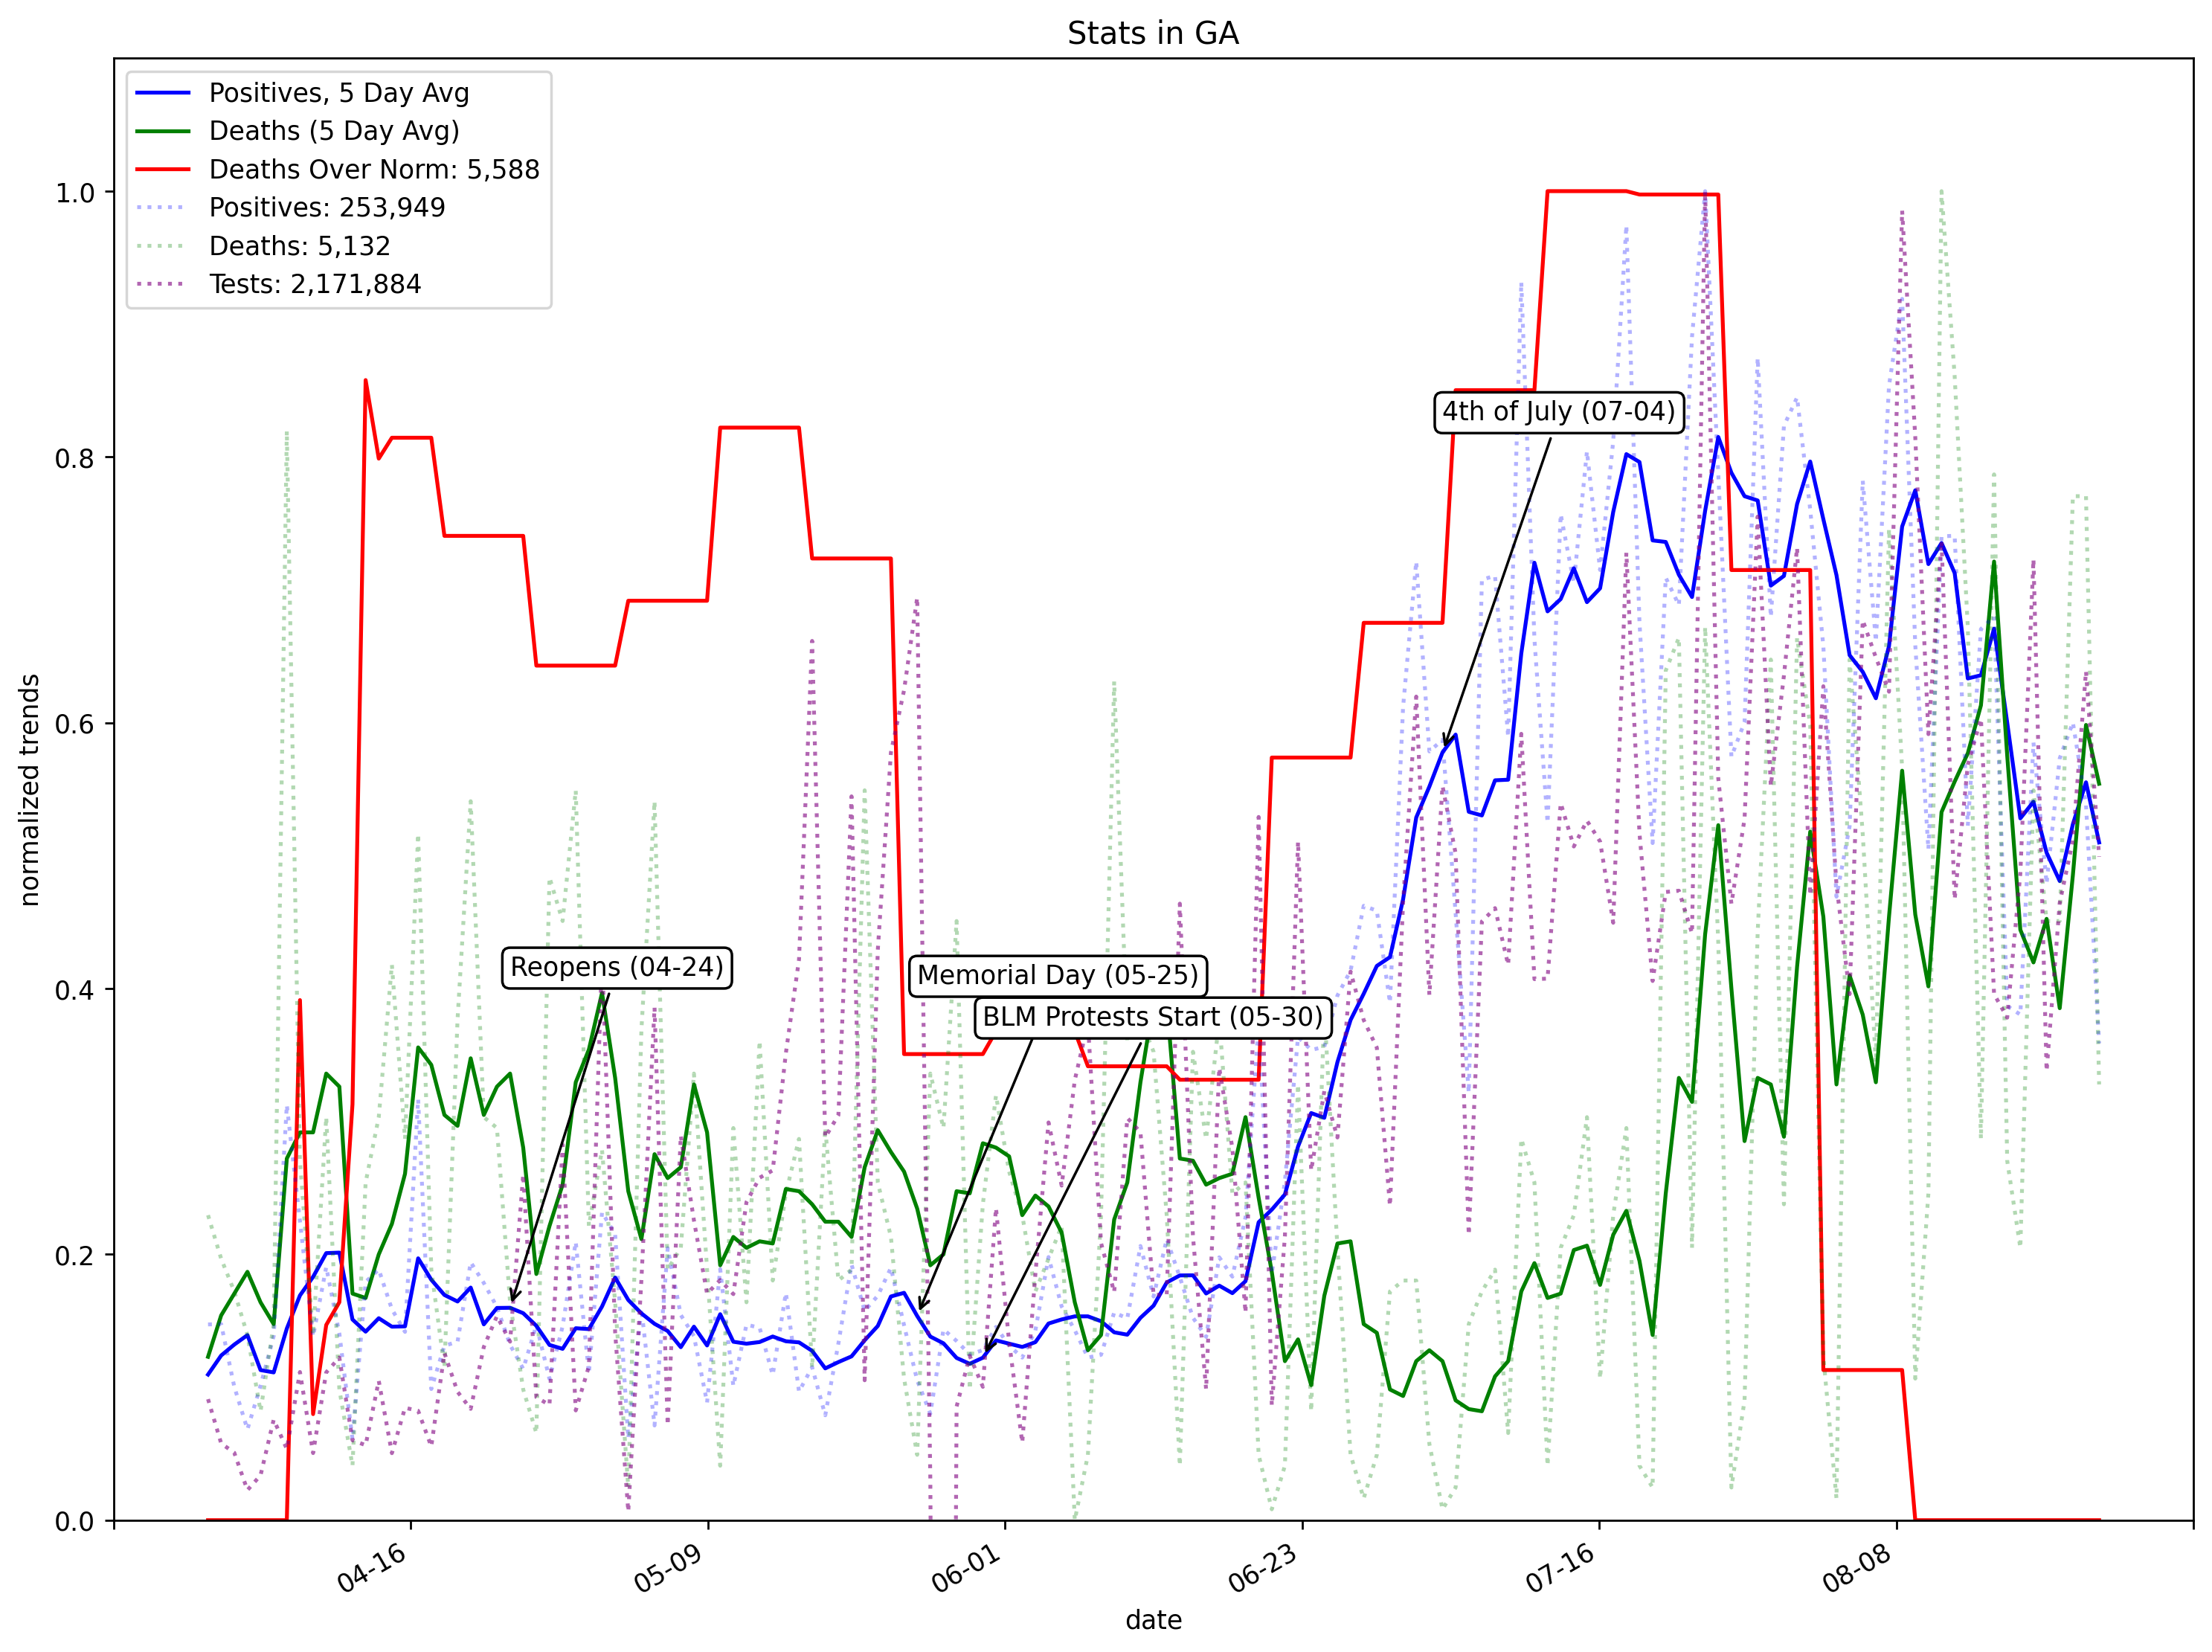 Stats in GA
Positives, 5 Day Avg
Deaths (5 Day Avg)
Deaths Over Norm: 5,588
Positives: 253,949
Deaths: 5,132
Tests: 2,171,884
1.0
0.8
0.6
0.4
0.2
0.0
normalized trends
4th of July (07-04)
Reopens (04-24)
Memorial Day (05-25)
BLM Protests Start (05-30)
04-16
05-09
06-01
06-23
07-16
08-08
date